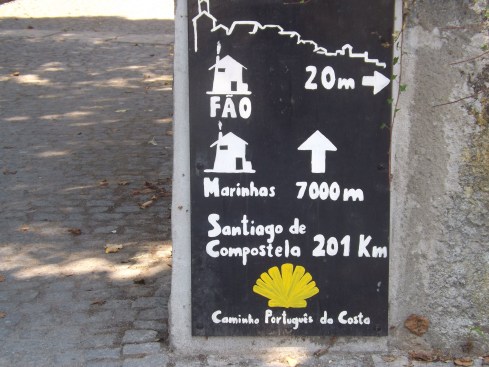 20m
FÃO
Marinhas 7000m
Santiago de
Compostela 201 Km
Caminho Português da Costa